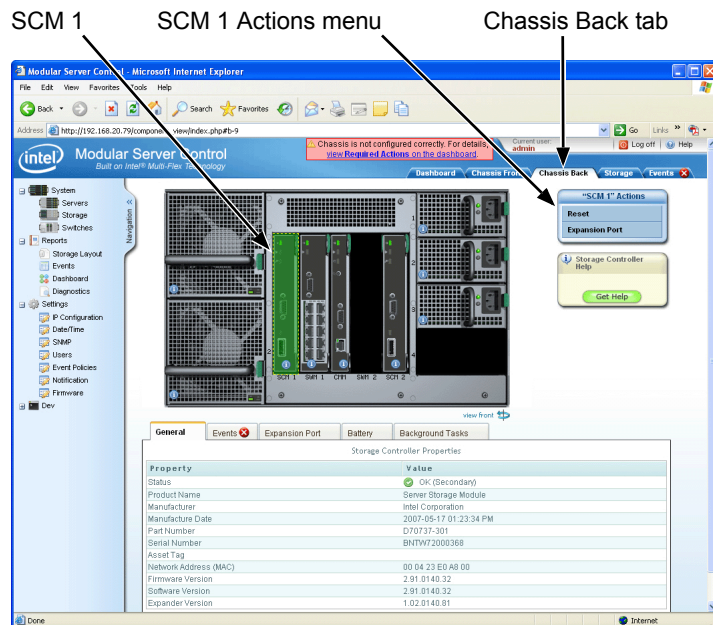 SCM 1
SCM 1 Actions menu
Chassis Back tab
Modular Server Control - Microsoft Internet Explorer
File Edit View Favorites Tools Help
Back Search Favorites
Address http://192.168.20.79/component_view/index.php#b-9 Go Links »
intel Modular Server Control
Built on Intel® Multi-Flex Technology
Chassis is not configured correctly. For details,
view Required Actions on the dashboard.
Current user:
admin
Log off Help
Dashboard Chassis Front Chassis Back Storage Events
System
Servers
Storage
Switches
Reports
Storage Layout
Events
Dashboard
Diagnostics
Settings
IP Configuration
Date/Time
SNMP
Users
Event Policies
Notification
Firmware
Dev
Navigation
1
2
3
2
4
SCM 1 SWM 1 CMM SWM 2 SCM 2
view front
"SCM 1" Actions
Reset
Expansion Port
Storage Controller
Help
Get Help
General Events Expansion Port Battery Background Tasks
Storage Controller Properties
Property Value
Status OK (Secondary)
Product Name Server Storage Module
Manufacturer Intel Corporation
Manufacture Date 2007-05-17 01:23:34 PM
Part Number D70737-301
Serial Number BNTW72000368
Asset Tag
Network Address (MAC) 00 04 23 E0 A8 00
Firmware Version 2.91.0140.32
Software Version 2.91.0140.32
Expander Version 1.02.0140.81
Done Internet